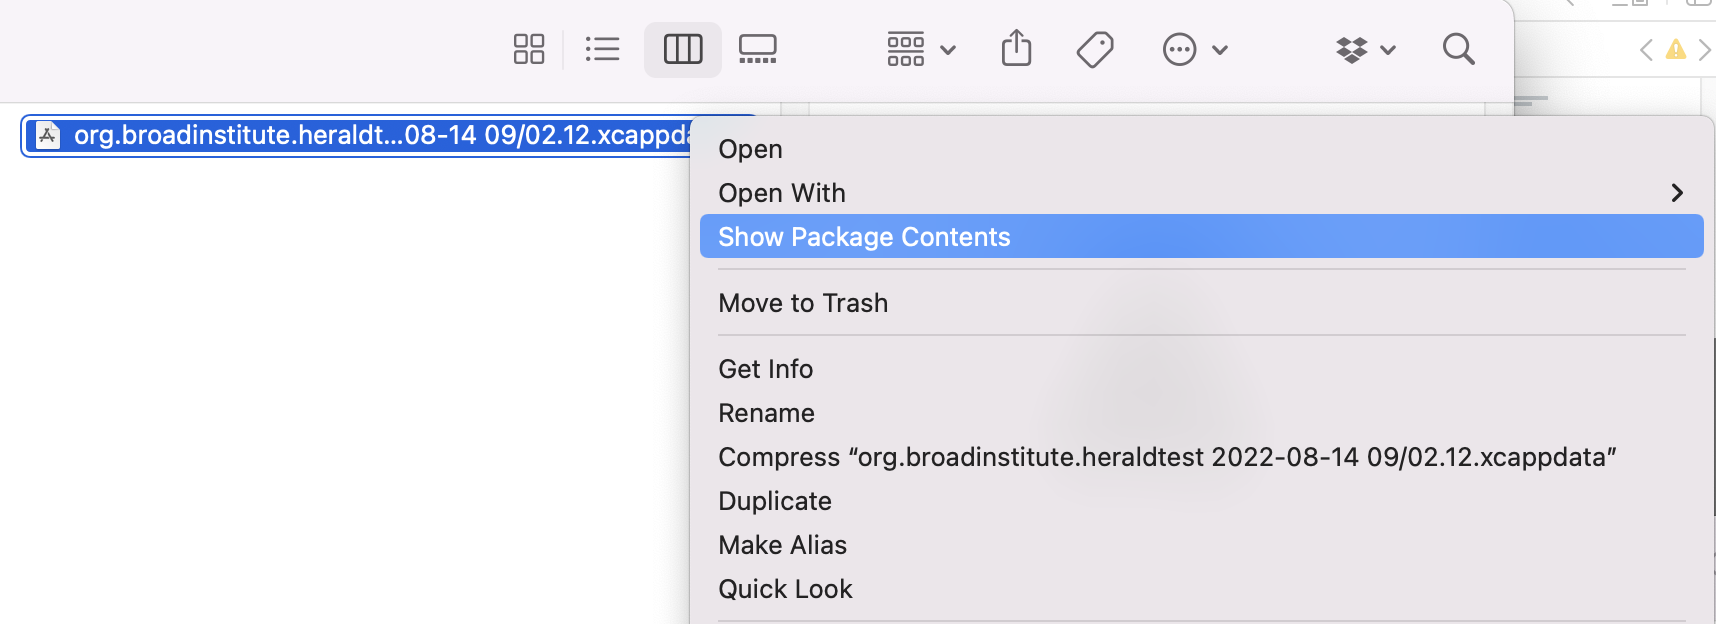 org.broadinstitute.heraldt...08-14 09/02.12.xcappda
Open
Open With
Show Package Contents
Move to Trash
Get Info
Rename
Compress “org.broadinstitute.heraldtest 2022-08-14 09/02.12.xcappdata”
Duplicate
Make Alias
Quick Look